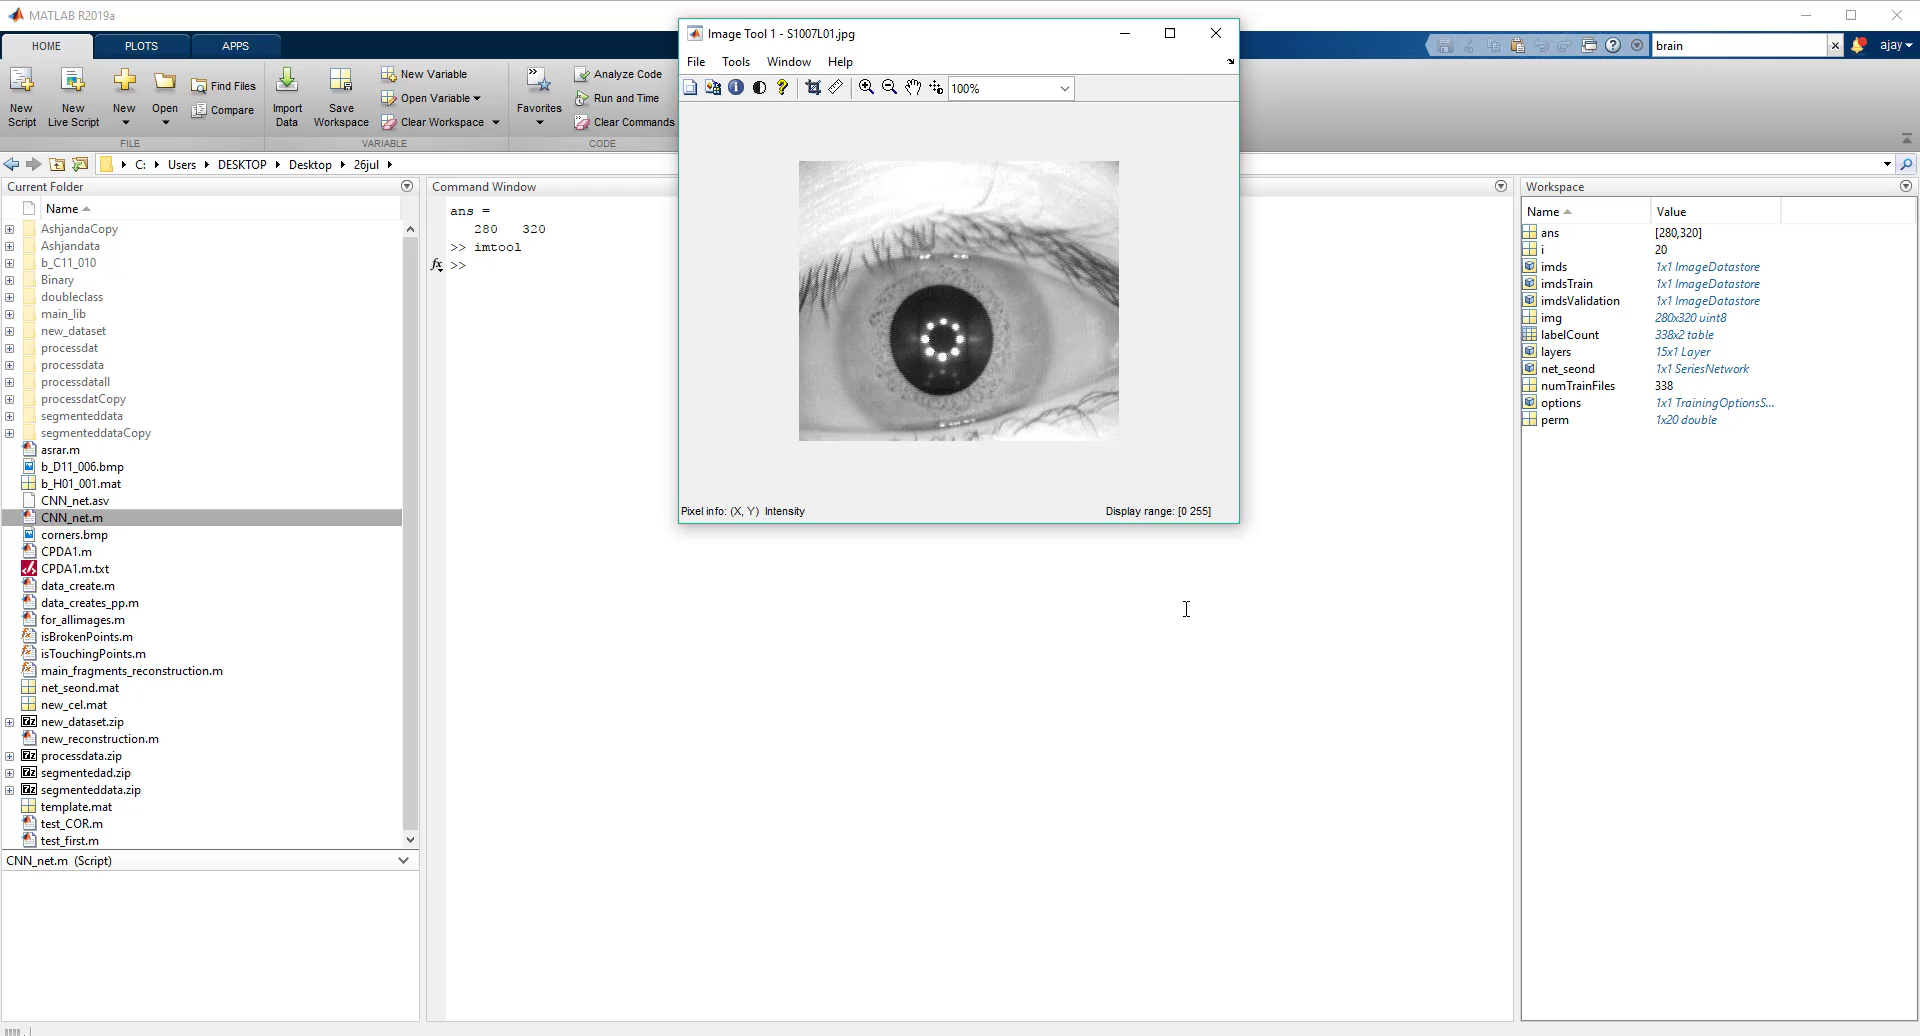 MATLAB R2019a
HOME
PLOTS
APPS
brain
ajay
New Script
New Live Script
New
Open
Find Files
Compare
FILE
Import Data
Save Workspace
New Variable
Open Variable
Clear Workspace
VARIABLE
Favorites
Analyze Code
Run and Time
Clear Commands
CODE
C: Users DESKTOP Desktop 26jul
Current Folder
Name
AshjandaCopy
Ashjandata
b_C11_010
Binary
doubleclass
main_lib
new_dataset
processdat
processdata
processdatall
processdatCopy
segmenteddata
segmenteddataCopy
asrar.m
b_D11_006.bmp
b_H01_001.mat
CNN_net.asv
CNN_net.m
corners.bmp
CPDA1.m
CPDA1.m.txt
data_create.m
data_creates_pp.m
for_allimages.m
isBrokenPoints.m
isTouchingPoints.m
main_fragments_reconstruction.m
net_seond.mat
new_cel.mat
new_dataset.zip
new_reconstruction.m
processdata.zip
segmentedad.zip
segmenteddata.zip
template.mat
test_COR.m
test_first.m
CNN_net.m (Script)
Command Window
ans =
280 320
>> imtool
fx >>
Image Tool 1 - S1007L01.jpg
File Tools Window Help
100%
Pixel info: (X, Y) Intensity
Display range: [0 255]
Workspace
Name Value
ans [280,320]
i 20
imds 1x1 ImageDatastore
imdsTrain 1x1 ImageDatastore
imdsValidation 1x1 ImageDatastore
img 280x320 uint8
labelCount 338x2 table
layers 15x1 Layer
net_seond 1x1 SeriesNetwork
numTrainFiles 338
options 1x1 TrainingOptionsS...
perm 1x20 double